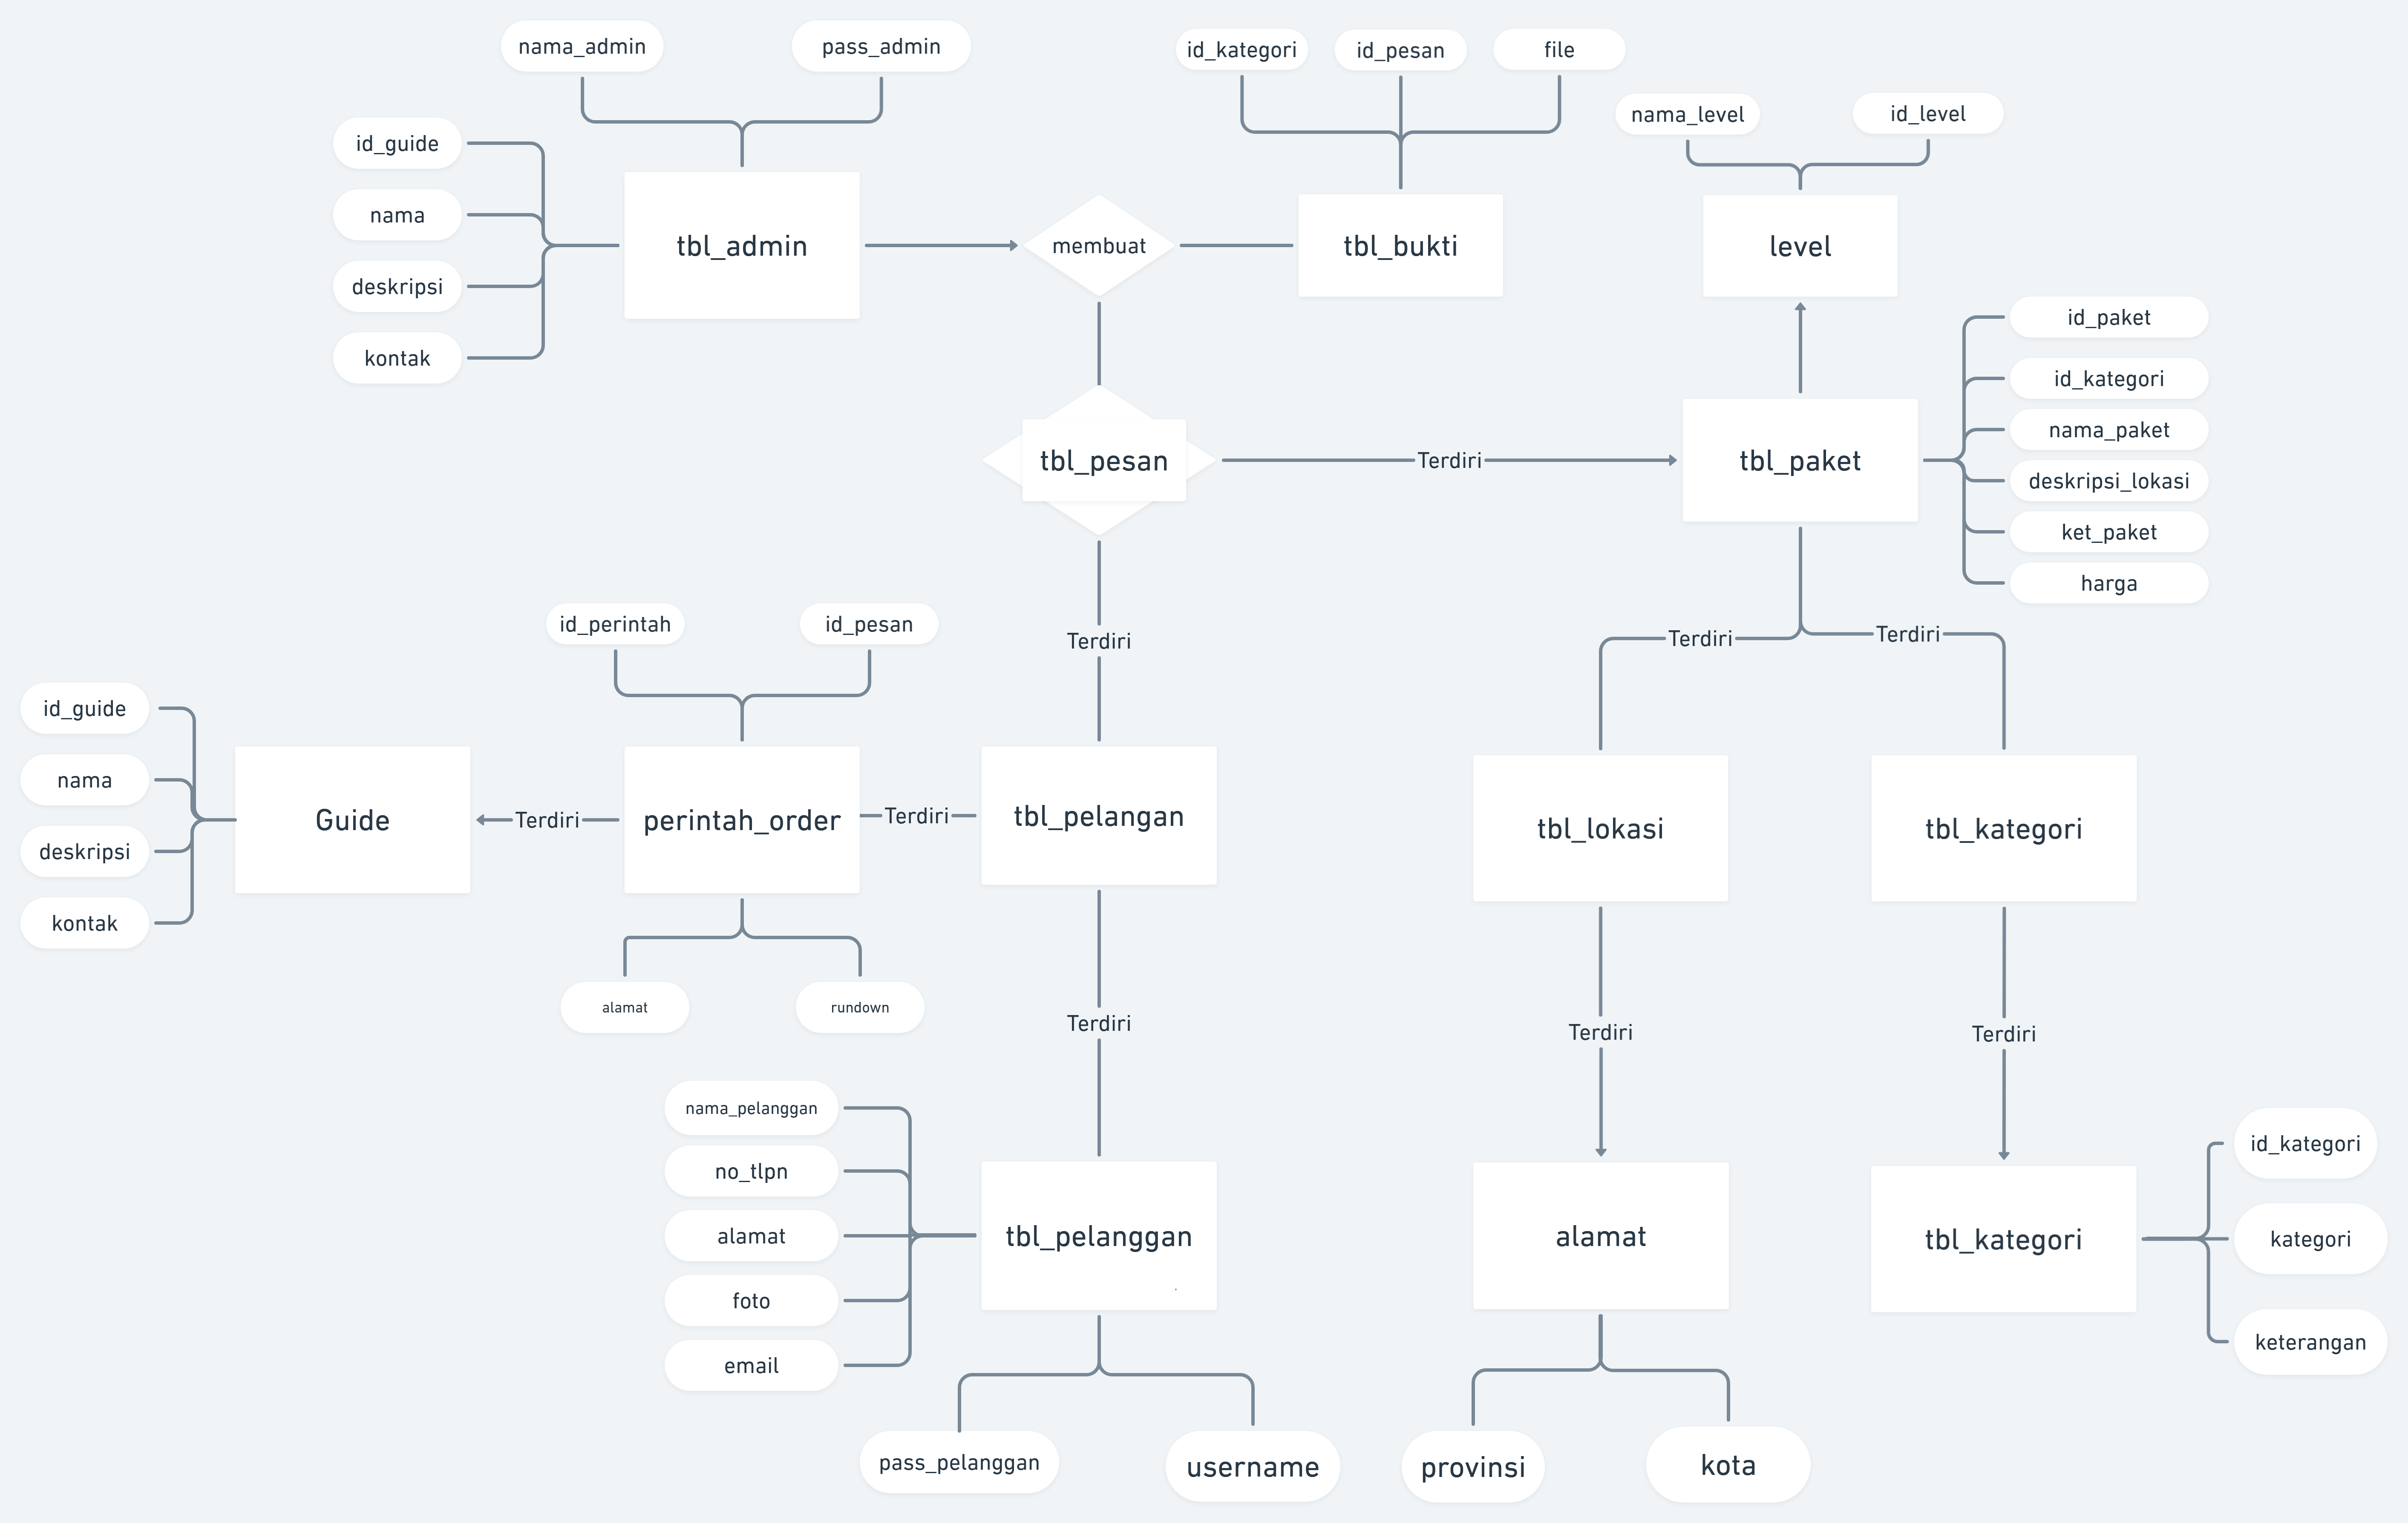 nama_admin
pass_admin
id_kategori
id_pesan
file
nama_level
id_level
id_guide
nama
deskripsi
kontak
tbl_admin
membuat
tbl_bukti
level
id_paket
id_kategori
nama_paket
deskripsi_lokasi
ket_paket
harga
tbl_pesan
Terdiri
tbl_paket
id_perintah
id_pesan
Terdiri
Terdiri
Terdiri
id_guide
nama
deskripsi
kontak
Guide
Terdiri
perintah_order
Terdiri
tbl_pelangan
tbl_lokasi
tbl_kategori
alamat
rundown
Terdiri
Terdiri
Terdiri
nama_pelanggan
no_tlpn
alamat
foto
email
tbl_pelanggan
alamat
tbl_kategori
id_kategori
kategori
keterangan
pass_pelanggan
username
provinsi
kota